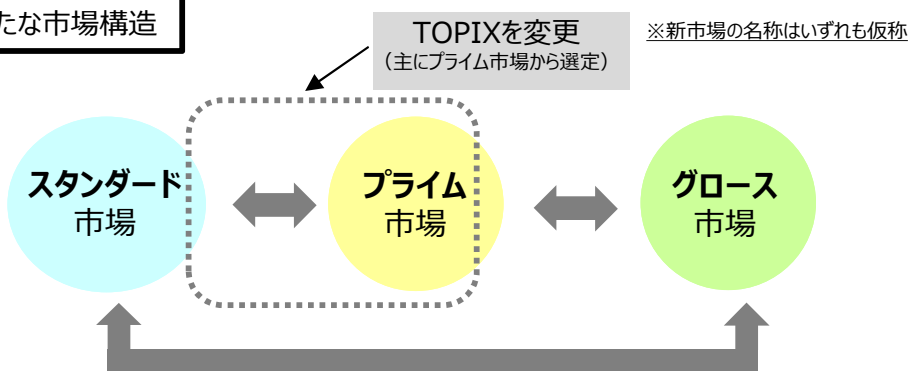 たな市場構造
TOPIXを変更
（主にプライム市場から選定）
※新市場の名称はいずれも仮称
スタンダード
市場
プライム
市場
グロース
市場